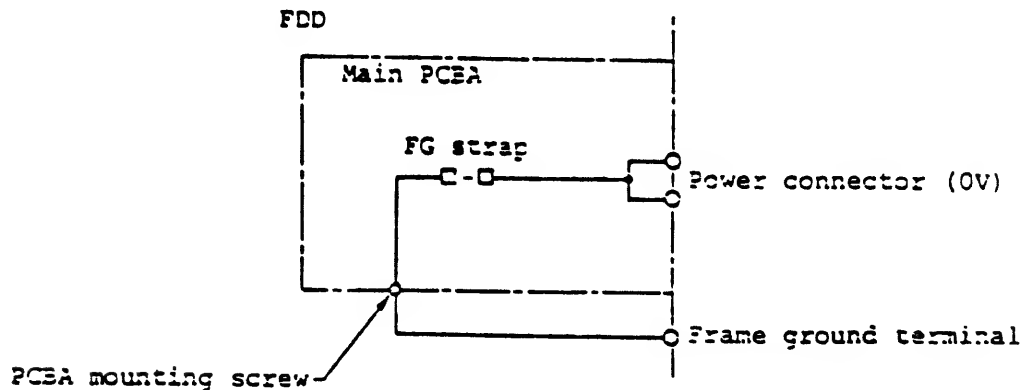 FDD
Main PCBA
FG strap
Power connector (0V)
Frame ground terminal
PCBA mounting screw